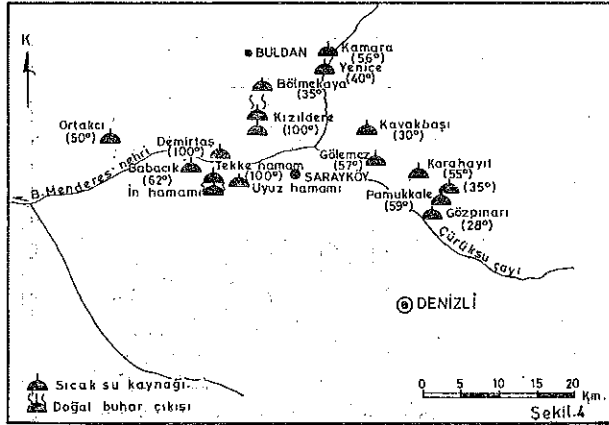 K
BULDAN
Kamara
(56°)
Yenice
(40°)
Bölmekaya
(35°)
Kızıldere
(100°)
Kavakbaşı
30°)
Ortakcı
(50°)
Demirtaş
(100°)
Gölemez
57°)
Karahayıt
(55°)
(35°)
B.Menderes nehri
Babacık
(62°)
Tekke hamam
(100°)
SARAYKÖY
İn hamamı
Uyuz hamamı
Pamukkale
(59°)
Gözpınarı
(28°)
Çürüksu çayı
DENİZLİ
Sıcak su kaynağı
Doğal buhar çıkışı
0 5 10 15 20
Km.
Şekil.4